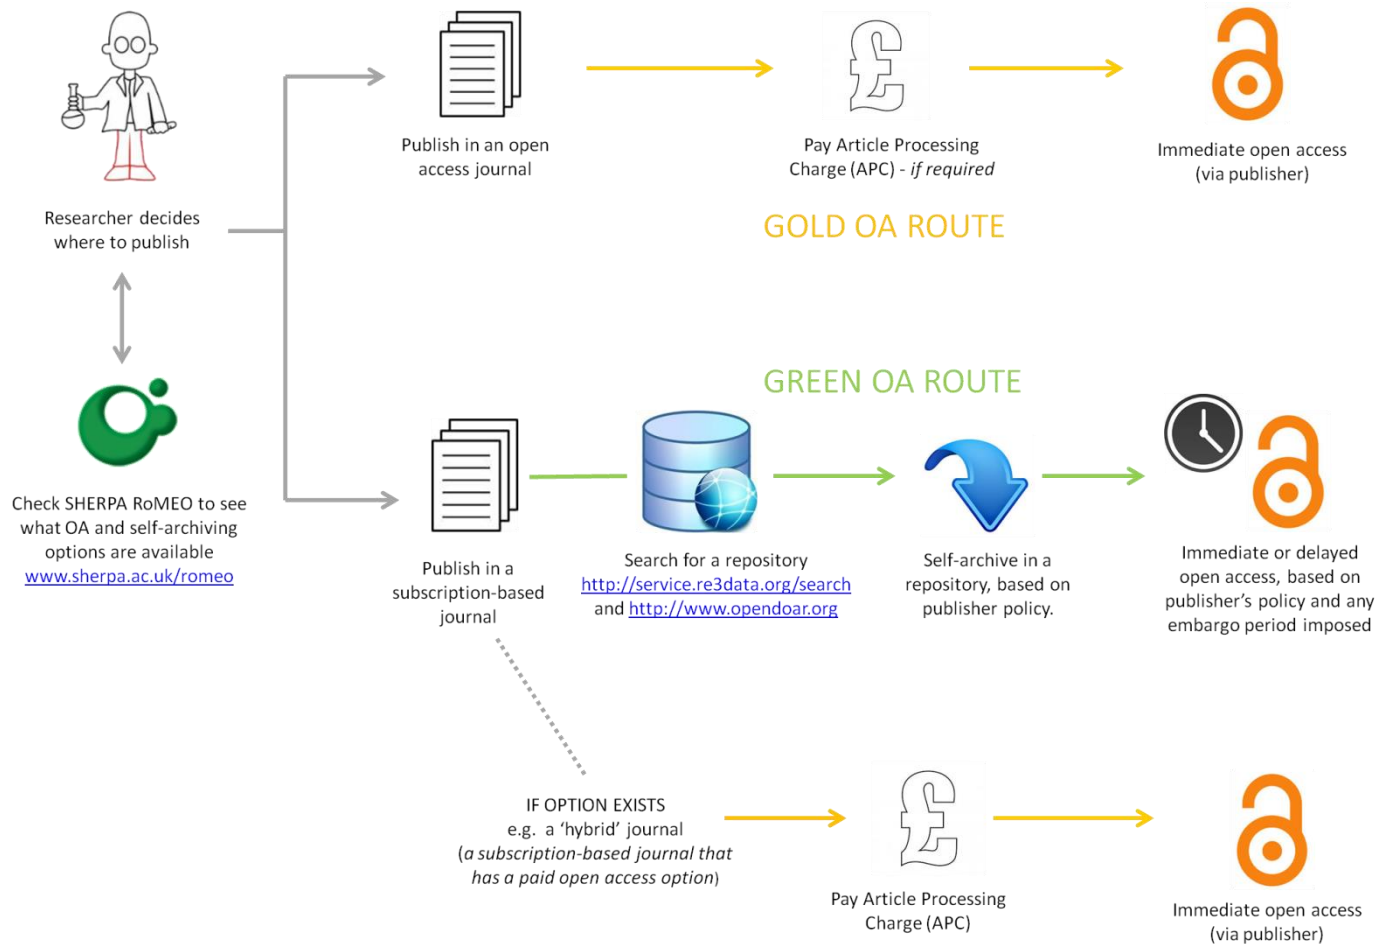 Researcher decides
where to publish
Check SHERPA RoMEO to see
what OA and self-archiving
options are available
www.sherpa.ac.uk/romeo
Publish in an open
access journal
Pay Article Processing
Charge (APC) - if required
Immediate open access
(via publisher)
GOLD OA ROUTE
GREEN OA ROUTE
Publish in a
subscription-based
journal
Search for a repository
http://service.re3data.org/search
and http://www.opendoar.org
Self-archive in a
repository, based on
publisher policy.
Immediate or delayed
open access, based on
publisher’s policy and any
embargo period imposed
IF OPTION EXISTS
e.g. a ‘hybrid’ journal
(a subscription-based journal that
has a paid open access option)
Pay Article Processing
Charge (APC)
Immediate open access
(via publisher)